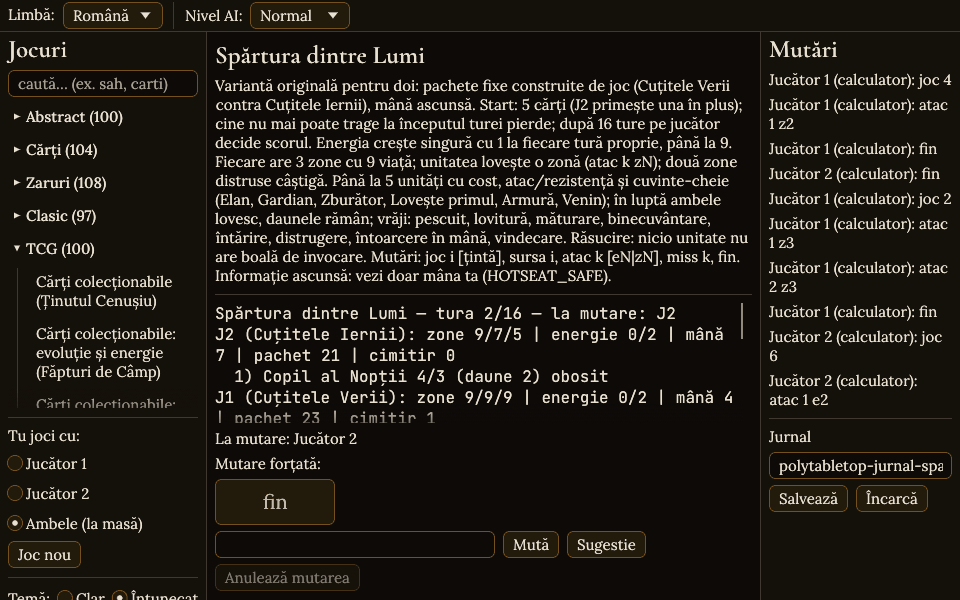 Limbă: Română Nivel AI: Normal
Jocuri
caută... (ex. sah, carti)
Abstract (100)
Cărți (104)
Zaruri (108)
Clasic (97)
TCG (100)
Cărți colecționabile
(Ținutul Cenușiu)
Cărți colecționabile:
evoluție și energie
(Făpturi de Câmp)
Cărți colecționabile:
Tu joci cu:
Jucător 1
Jucător 2
Ambele (la masă)
Joc nou
Temă: Clar Întunecat
Spărtura dintre Lumi
Variantă originală pentru doi: pachete fixe construite de joc (Cuțitele Verii
contra Cuțitele Iernii), mână ascunsă. Start: 5 cărți (J2 primește una în plus);
cine nu mai poate trage la începutul turei pierde; după 16 ture pe jucător
decide scorul. Energia crește singură cu 1 la fiecare tură proprie, până la 9.
Fiecare are 3 zone cu 9 viață; unitatea lovește o zonă (atac k zN); două zone
distruse câștigă. Până la 5 unități cu cost, atac/rezistență și cuvinte-cheie
(Elan, Gardian, Zburător, Lovește primul, Armură, Venin); în luptă ambele
lovesc, daunele rămân; vrăji: pescuit, lovitură, măturare, binecuvântare,
întărire, distrugere, întoarcere în mână, vindecare. Răsucire: nicio unitate nu
are boală de invocare. Mutări: joc i [țintă], sursa i, atac k [eN|zN], miss k, fin.
Informație ascunsă: vezi doar mâna ta (HOTSEAT_SAFE).
Spărtura dintre Lumi — tura 2/16 — la mutare: J2
J2 (Cuțitele Iernii): zone 9/7/5 | energie 0/2 | mână
7 | pachet 21 | cimitir 0
1) Copil al Nopții 4/3 (daune 2) obosit
J1 (Cuțitele Verii): zone 9/9/9 | energie 0/2 | mână 4
| pachet 23 | cimitir 1
La mutare: Jucător 2
Mutare forțată:
fin
Mută Sugestie
Anulează mutarea
Mutări
Jucător 1 (calculator): joc 4
Jucător 1 (calculator): atac
1 z2
Jucător 1 (calculator): fin
Jucător 2 (calculator): fin
Jucător 1 (calculator): joc 2
Jucător 1 (calculator): atac
1 z3
Jucător 1 (calculator): atac
2 z3
Jucător 1 (calculator): fin
Jucător 2 (calculator): joc
6
Jucător 2 (calculator):
atac 1 e2
Jurnal
polytabletop-jurnal-spa
Salvează Încarcă